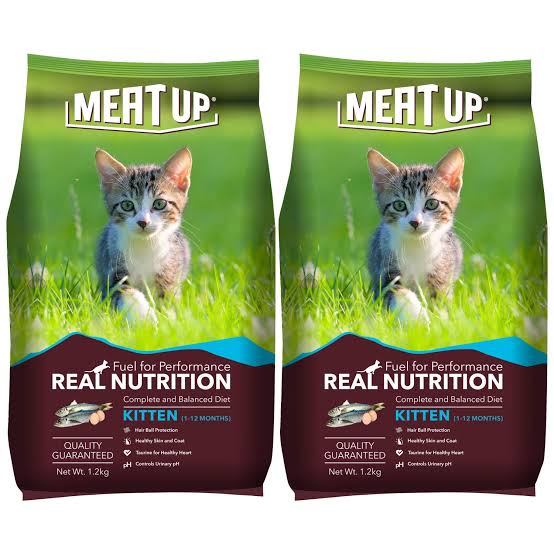 MEAT UP®
Fuel for Performance
REAL NUTRITION
Complete and Balanced Diet
KITTEN (1-12 MONTHS)
Hair Ball Protection
Healthy Skin and Coat
Taurine for Healthy Heart
pH Controls Urinary pH
QUALITY
GUARANTEED
Net Wt. 1.2kg
MEAT UP®
Fuel for Performance
REAL NUTRITION
Complete and Balanced Diet
KITTEN (1-12 MONTHS)
Hair Ball Protection
Healthy Skin and Coat
Taurine for Healthy Heart
pH Controls Urinary pH
QUALITY
GUARANTEED
Net Wt. 1.2kg